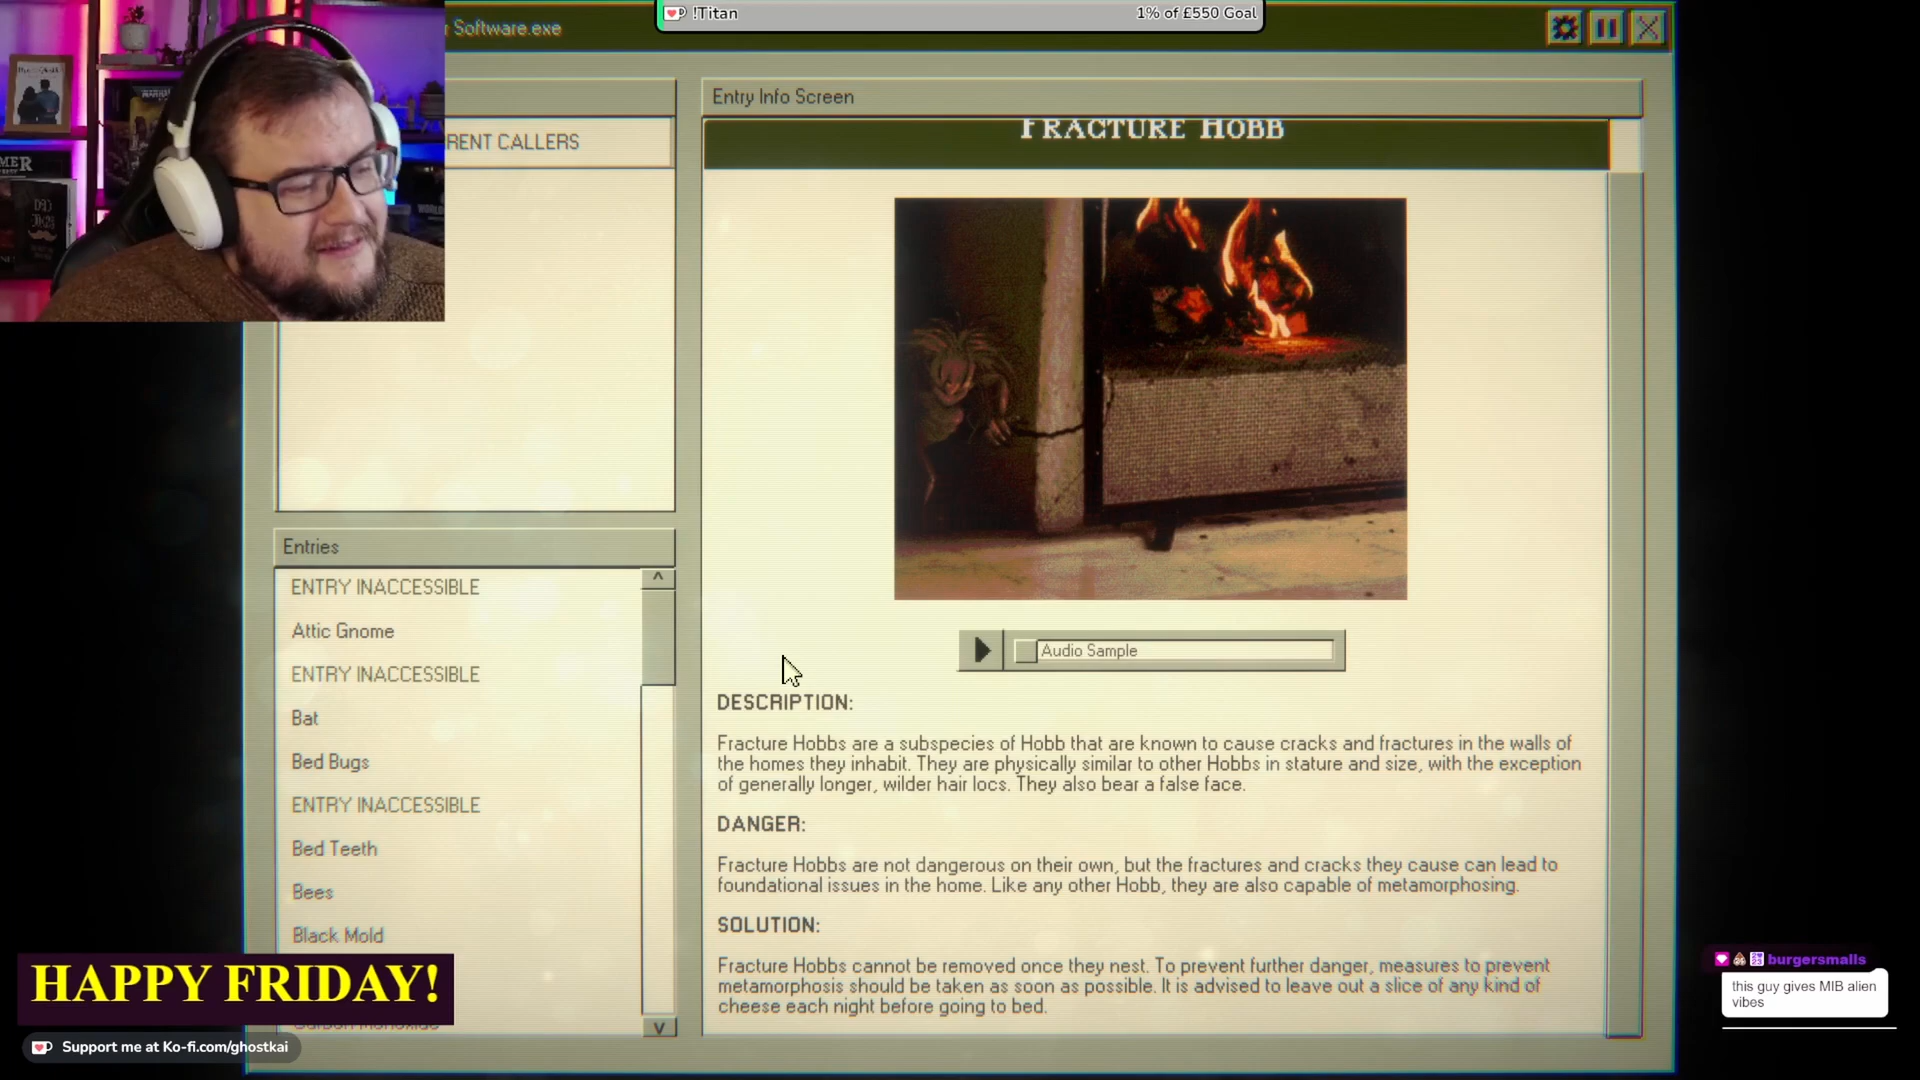 !Titan
1% of £550 Goal
Software.exe
Entry Info Screen
RENT CALLERS
FRACTURE HOBB
Entries
ENTRY INACCESSIBLE
Attic Gnome
ENTRY INACCESSIBLE
Bat
Bed Bugs
ENTRY INACCESSIBLE
Bed Teeth
Bees
Black Mold
Audio Sample
DESCRIPTION:
Fracture Hobbs are a subspecies of Hobb that are known to cause cracks and fractures in the walls of
the homes they inhabit. They are physically similar to other Hobbs in stature and size, with the exception
of generally longer, wilder hair locs. They also bear a false face.
DANGER:
Fracture Hobbs are not dangerous on their own, but the fractures and cracks they cause can lead to
foundational issues in the home. Like any other Hobb, they are also capable of metamorphosing.
SOLUTION:
Fracture Hobbs cannot be removed once they nest. To prevent further danger, measures to prevent
metamorphosis should be taken as soon as possible. It is advised to leave out a slice of any kind of
cheese each night before going to bed.
HAPPY FRIDAY!
Support me at Ko-fi.com/ghostkai
burgersmalls
this guy gives MIB alien
vibes